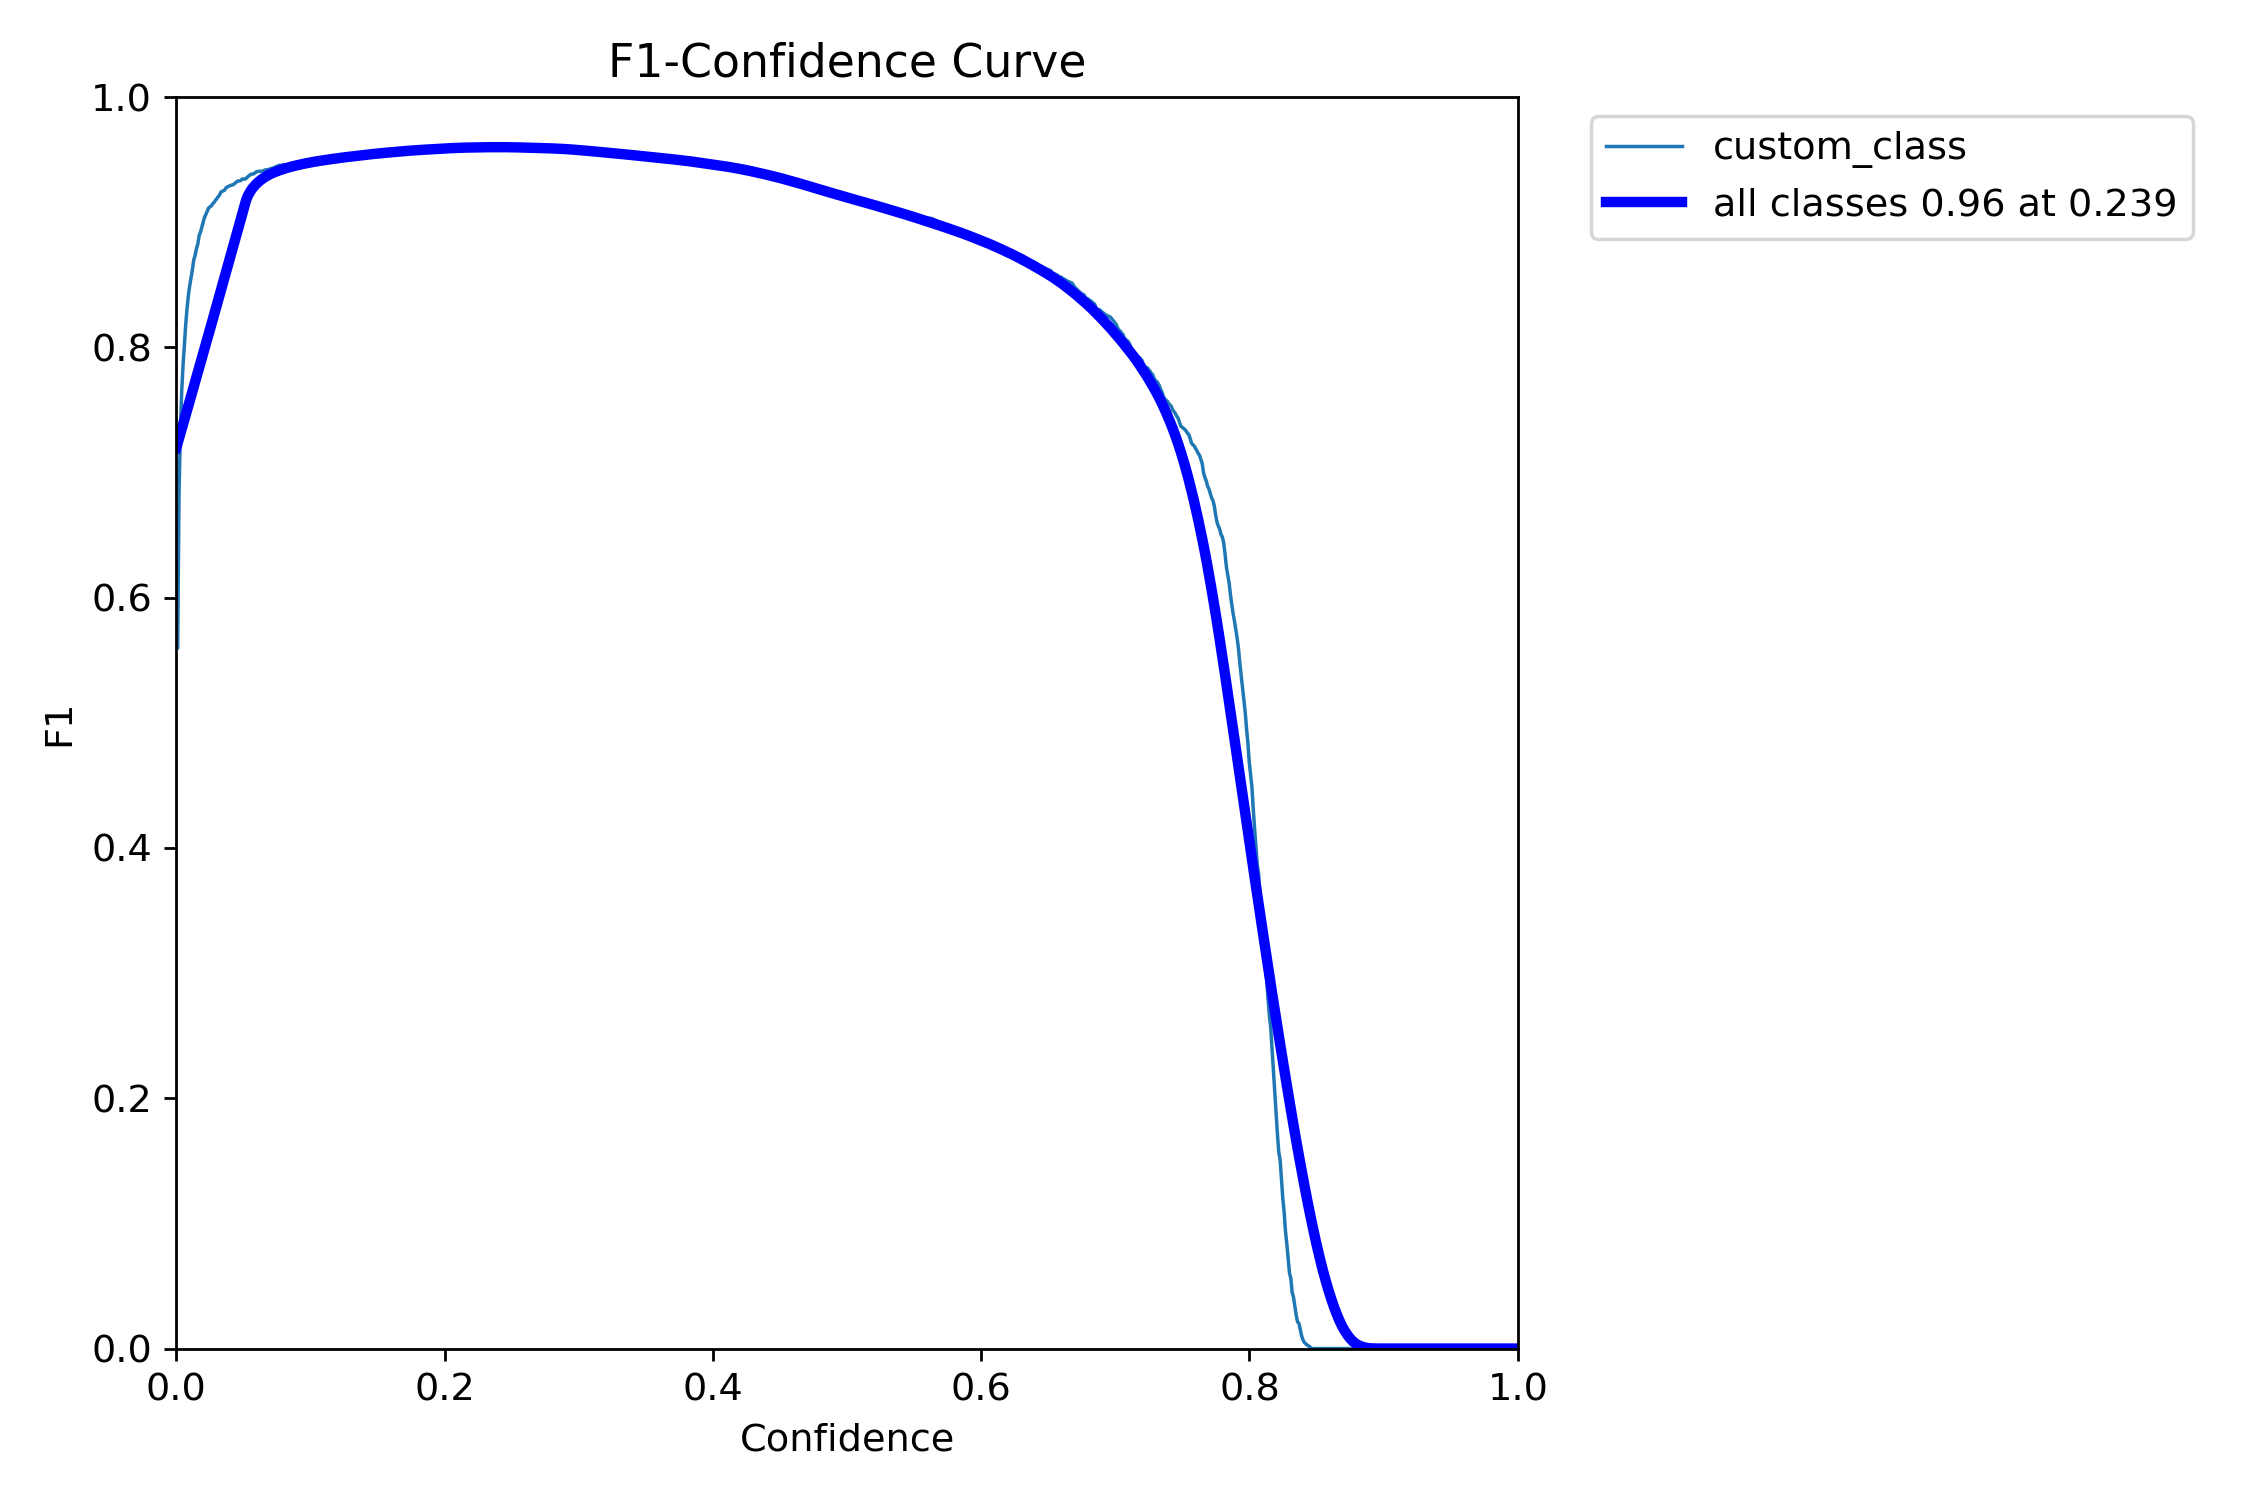 F1-Confidence Curve
custom_class
all classes 0.96 at 0.239
1.0
0.8
0.6
0.4
0.2
0.0
F1
0.0 0.2 0.4 0.6 0.8 1.0
Confidence